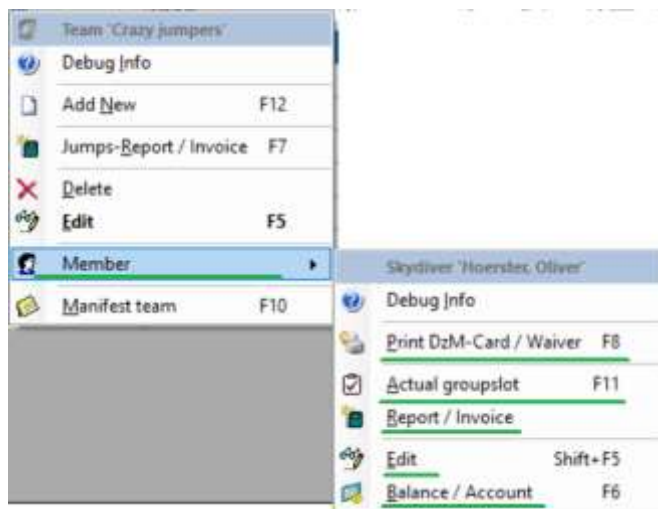 Team 'Crazy jumpers'
Debug Info
Add New F12
Jumps-Report / Invoice F7
Delete
Edit F5
Member
Manifest team F10
Skydiver 'Hoerster, Oliver'
Debug Info
Print DzM-Card / Waiver F8
Actual groupslot F11
Report / Invoice
Edit Shift+F5
Balance / Account F6